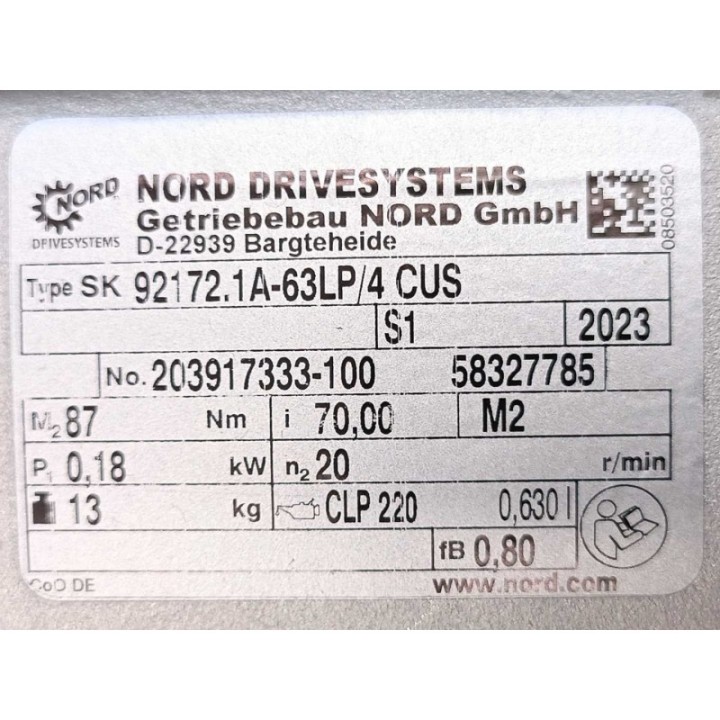 NORD
DRIVESYSTEMS
NORD DRIVESYSTEMS
Getriebebau NORD GmbH
D-22939 Bargteheide
08503520
Type SK 92172.1A-63LP/4 CUS
S1 2023
No. 203917333-100 58327785
M2 87 Nm i 70,00 M2
P1 0,18 kW n2 20 r/min
13 kg CLP 220 0,630 l
fB 0,80
CoO DE www.nord.com